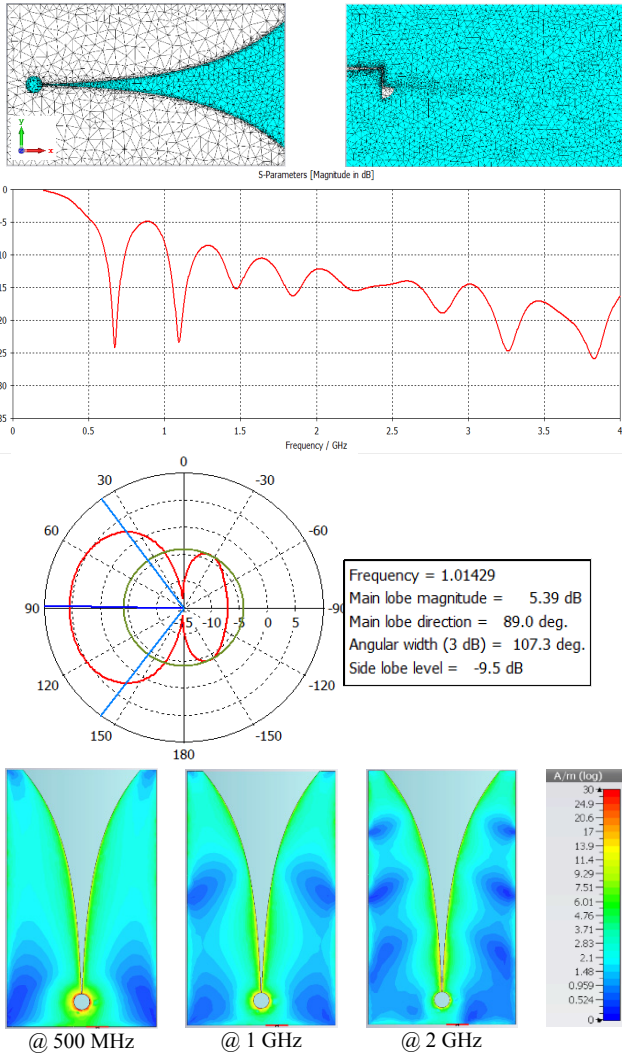 y
x
S-Parameters [Magnitude in dB]
0
-5
-10
-15
-20
-25
-30
35
0 0.5 1 1.5 2 2.5 3 3.5 4
Frequency / GHz
0
30 -30
60 -60
90 -15 -10 -5 0 5 -90
120 -120
150 -150
180
Frequency = 1.01429
Main lobe magnitude = 5.39 dB
Main lobe direction = 89.0 deg.
Angular width (3 dB) = 107.3 deg.
Side lobe level = -9.5 dB
A/m (log)
30
24.9
20.6
17
13.9
11.4
9.29
7.51
6.01
4.76
3.71
2.83
2.1
1.48
0.959
0.524
0
@ 500 MHz @ 1 GHz @ 2 GHz